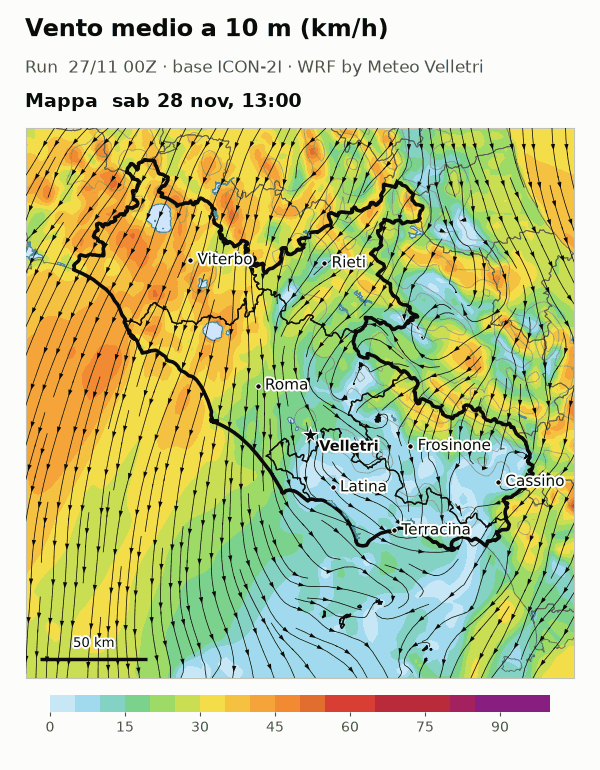 Vento medio a 10 m (km/h)
Run  27/11 00Z · base ICON-2I · WRF by Meteo Velletri
Mappa  sab 28 nov, 13:00
Viterbo
Rieti
Roma
Velletri
Frosinone
Latina
Cassino
Terracina
50 km
0 15 30 45 60 75 90